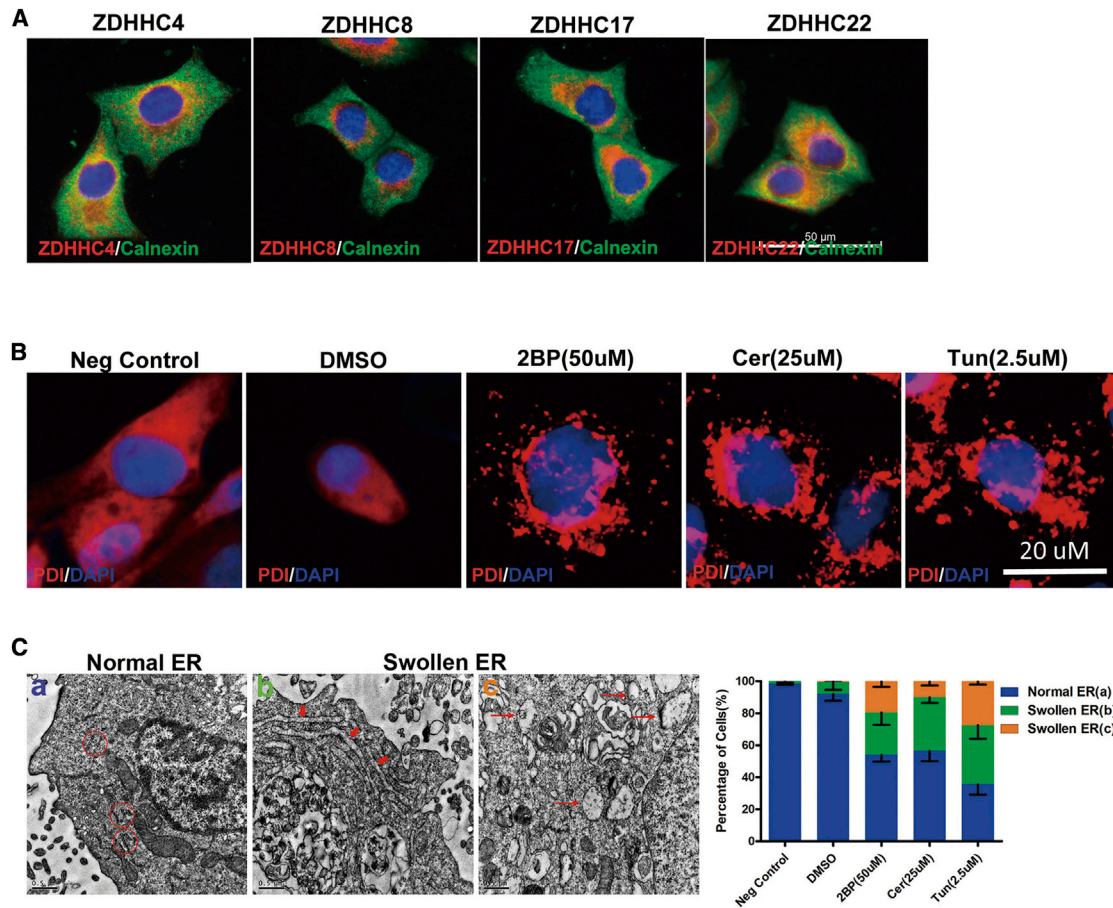 A
ZDHHC4 ZDHHC8 ZDHHC17 ZDHHC22
50 µm
ZDHHC4/Calnexin ZDHHC8/Calnexin ZDHHC17/Calnexin ZDHHC22/Calnexin
B
Neg Control DMSO 2BP(50uM) Cer(25uM) Tun(2.5uM)
20 uM
PDI/DAPI PDI/DAPI PDI/DAPI PDI/DAPI PDI/DAPI
C
Normal ER Swollen ER
a b c
0.5 µm
Percentage of Cells(%)
100
80
60
40
20
0
Neg Control DMSO 2BP(50uM) Cer(25uM) Tun(2.5uM)
Normal ER(a)
Swollen ER(b)
Swollen ER(c)